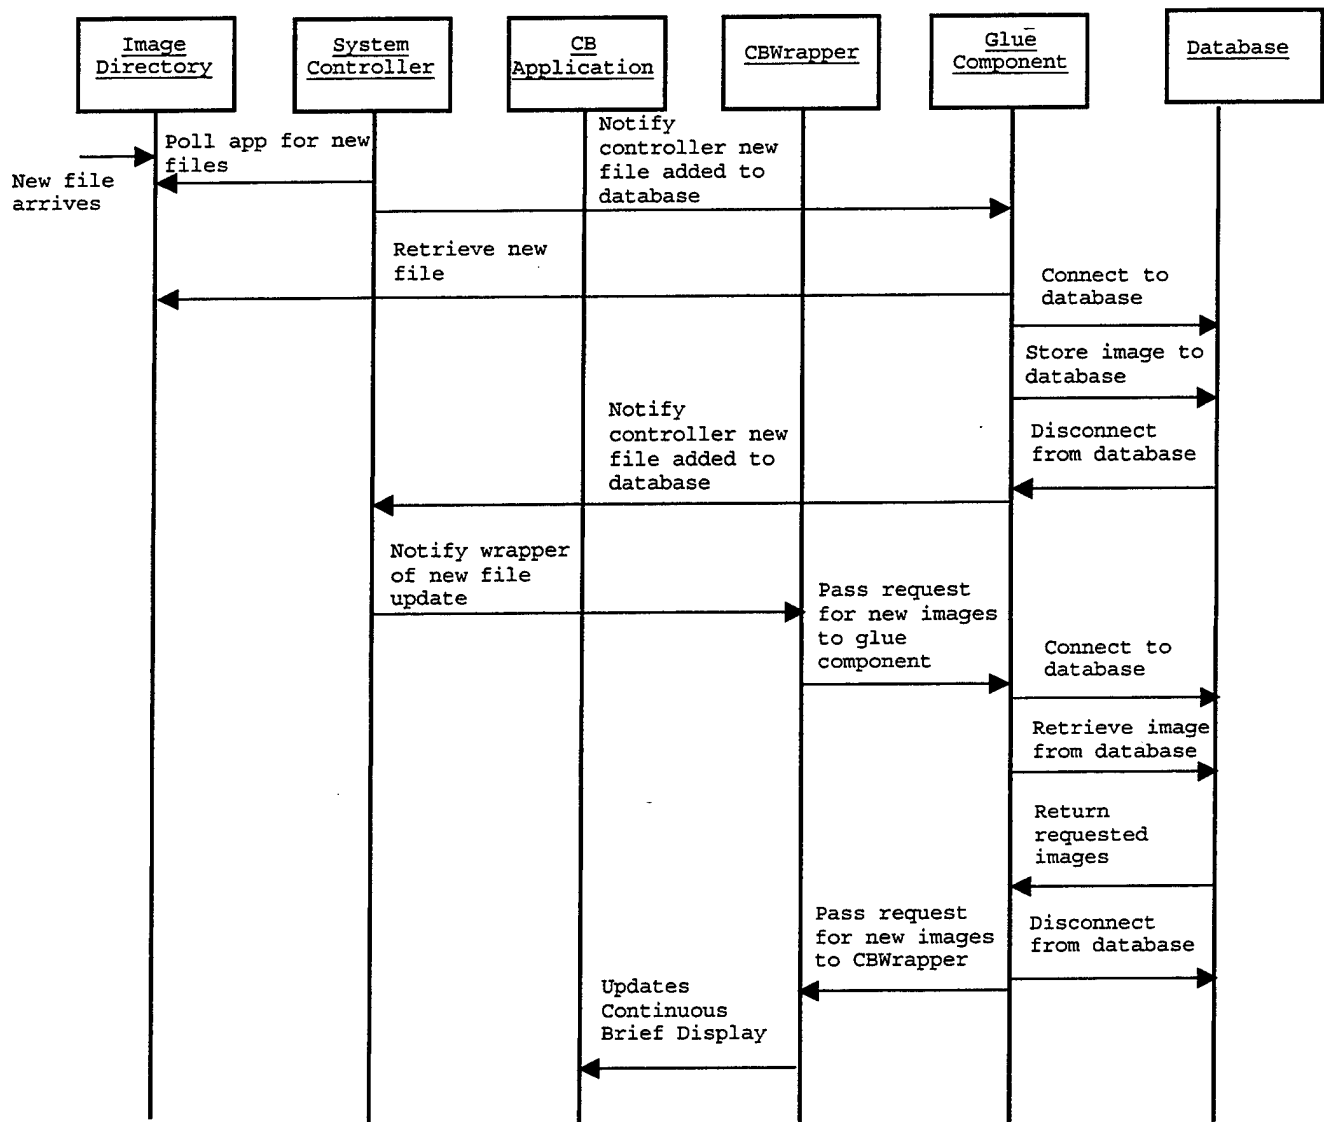 Image
Directory
System
Controller
CB
Application
CBWrapper
Glue
Component
Database
New file
arrives
Poll app for new
files
Notify
controller new
file added to
database
Retrieve new
file
Connect to
database
Store image to
database
Disconnect
from database
Notify
controller new
file added to
database
Notify wrapper
of new file
update
Pass request
for new images
to glue
component
Connect to
database
Retrieve image
from database
Return
requested
images
Disconnect
from database
Pass request
for new images
to CBWrapper
Updates
Continuous
Brief Display